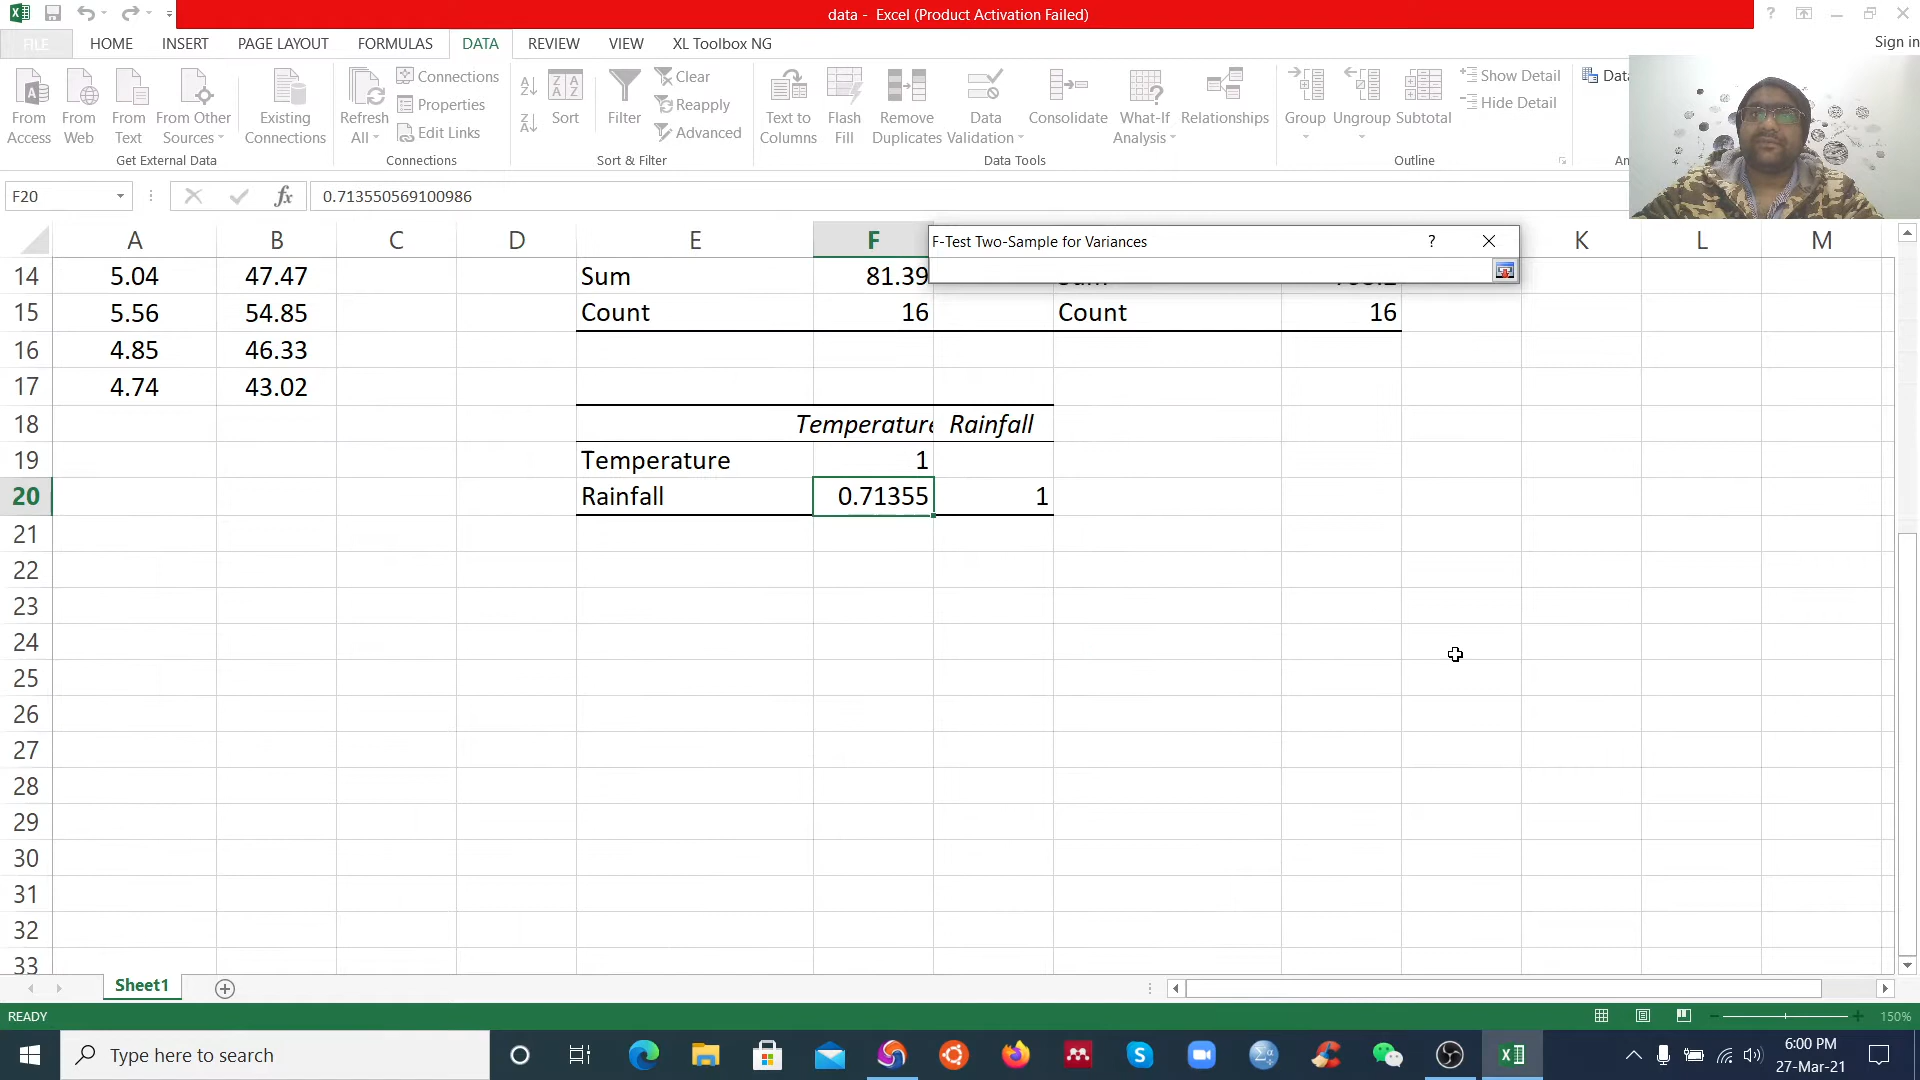 data - Excel (Product Activation Failed)
FILE HOME INSERT PAGE LAYOUT FORMULAS DATA REVIEW VIEW XL Toolbox NG Sign in
From Access
From Web
From Text
From Other Sources
Existing Connections
Get External Data
Refresh All
Connections
Properties
Edit Links
Connections
Sort
Filter
Clear
Reapply
Advanced
Sort & Filter
Text to Columns
Flash Fill
Remove Duplicates
Data Validation
Consolidate
What-If Analysis
Relationships
Data Tools
Group
Ungroup
Subtotal
Show Detail
Hide Detail
Outline
F20 fx 0.713550569100986
F-Test Two-Sample for Variances ?
A B C D E F K L M
14 5.04 47.47 Sum 81.39
15 5.56 54.85 Count 16 Count 16
16 4.85 46.33
17 4.74 43.02
18 Temperature Rainfall
19 Temperature 1
20 Rainfall 0.71355 1
21
22
23
24
25
26
27
28
29
30
31
32
33
Sheet1
READY 150%
Type here to search
6:00 PM
27-Mar-21